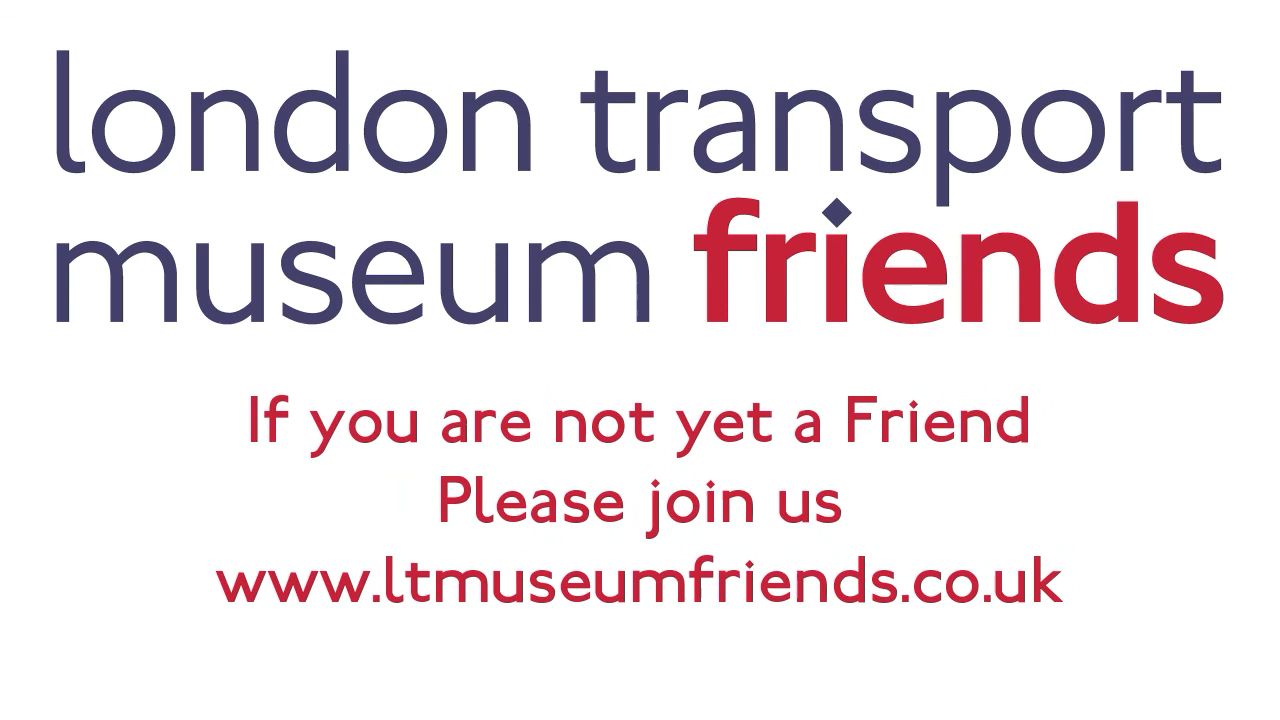 london transport
museum friends
If you are not yet a Friend
Please join us
www.ltmuseumfriends.co.uk